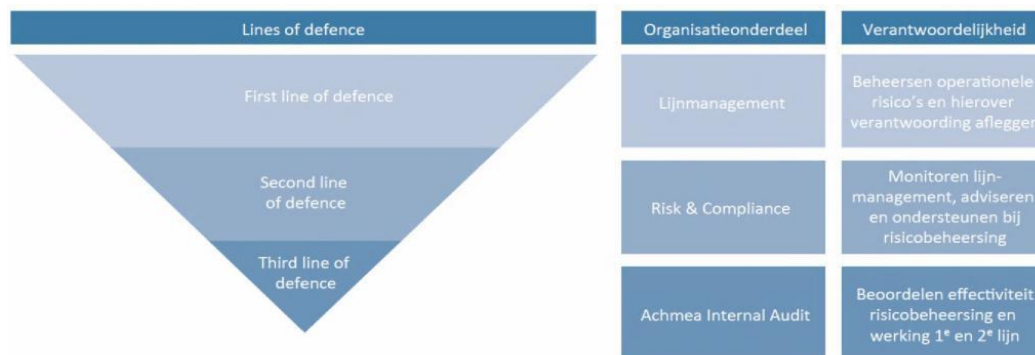 Lines of defence
Organisatieonderdeel
Verantwoordelijkheid
First line of defence
Lijnmanagement
Beheersen operationele
risico's en hierover
verantwoording afleggen
Second line
of defence
Risk & Compliance
Monitoren lijn-
management, adviseren
en ondersteunen bij
risicobeheersing
Third line of
defence
Achmea Internal Audit
Beoordelen effectiviteit
risicobeheersing en
werking 1ᵉ en 2ᵉ lijn